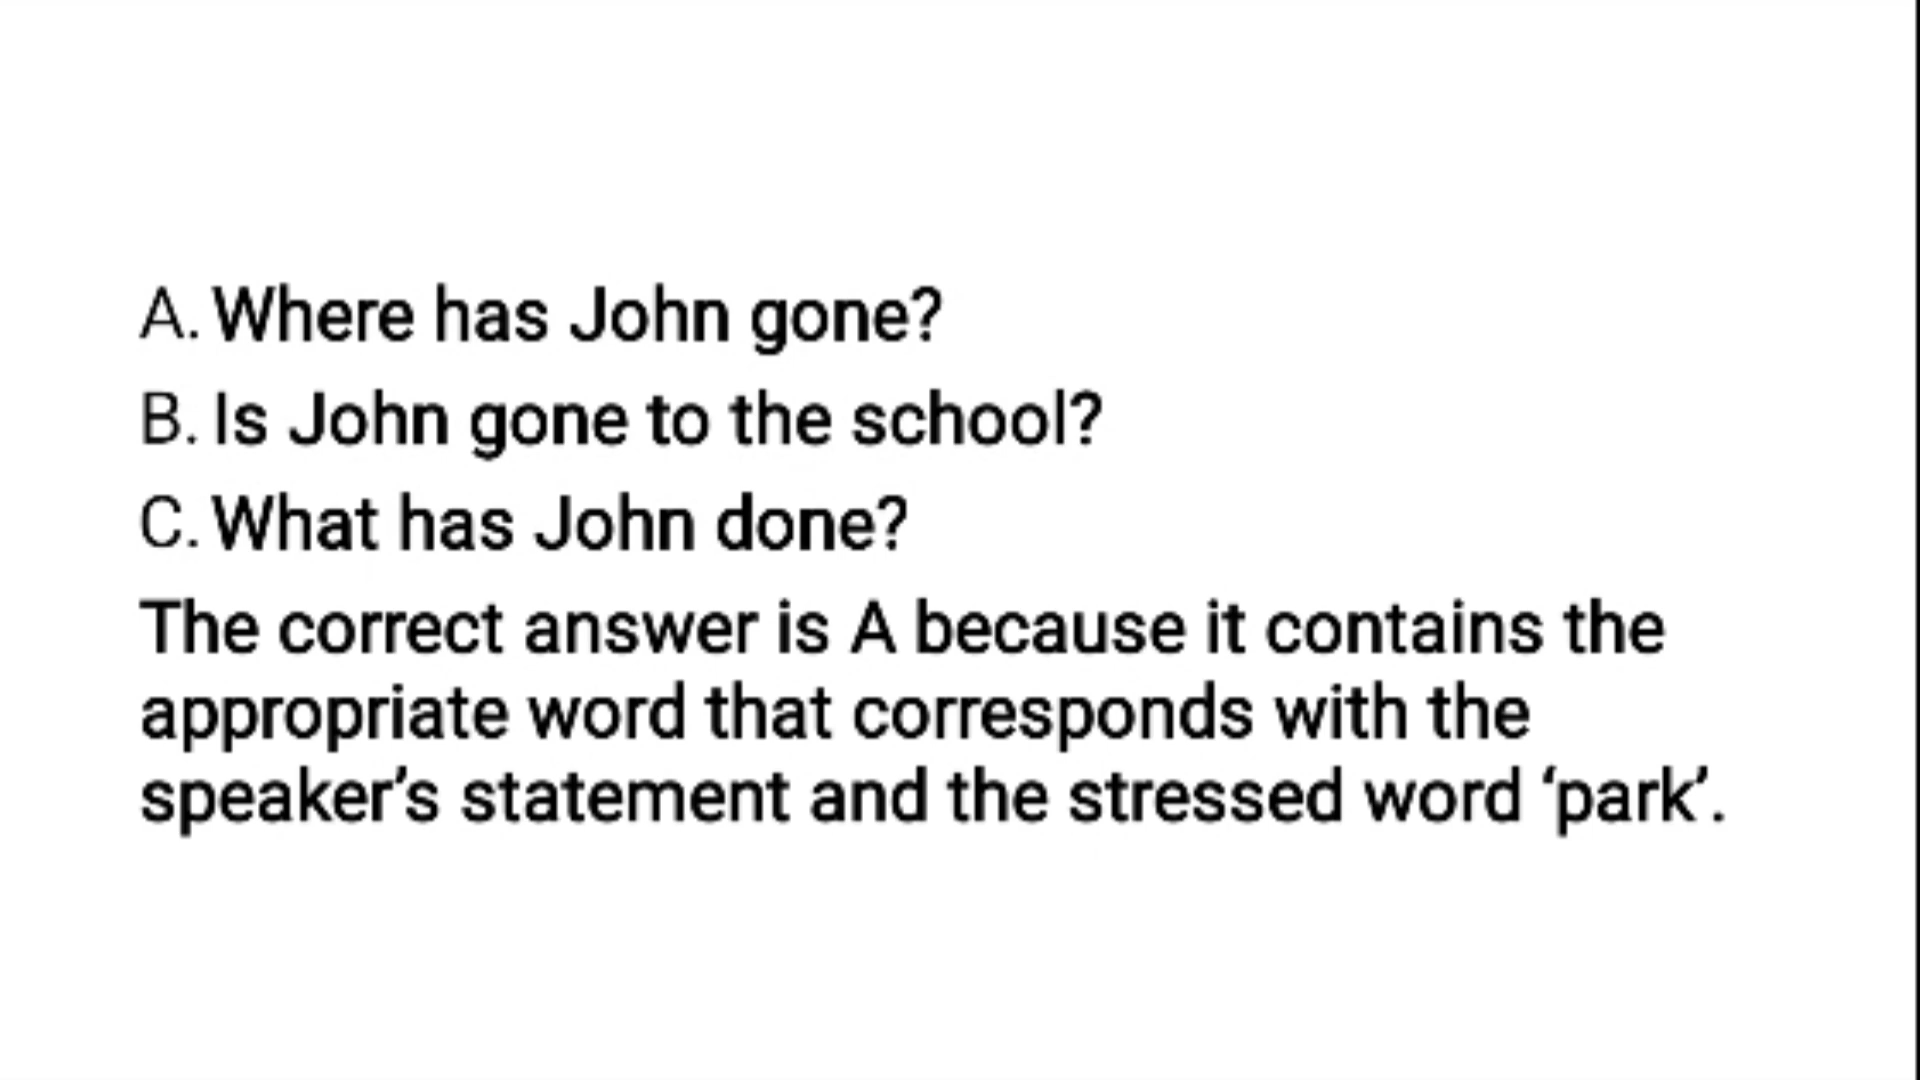 A. Where has John gone?
B. Is John gone to the school?
C. What has John done?
The correct answer is A because it contains the
appropriate word that corresponds with the
speaker’s statement and the stressed word ‘park’.